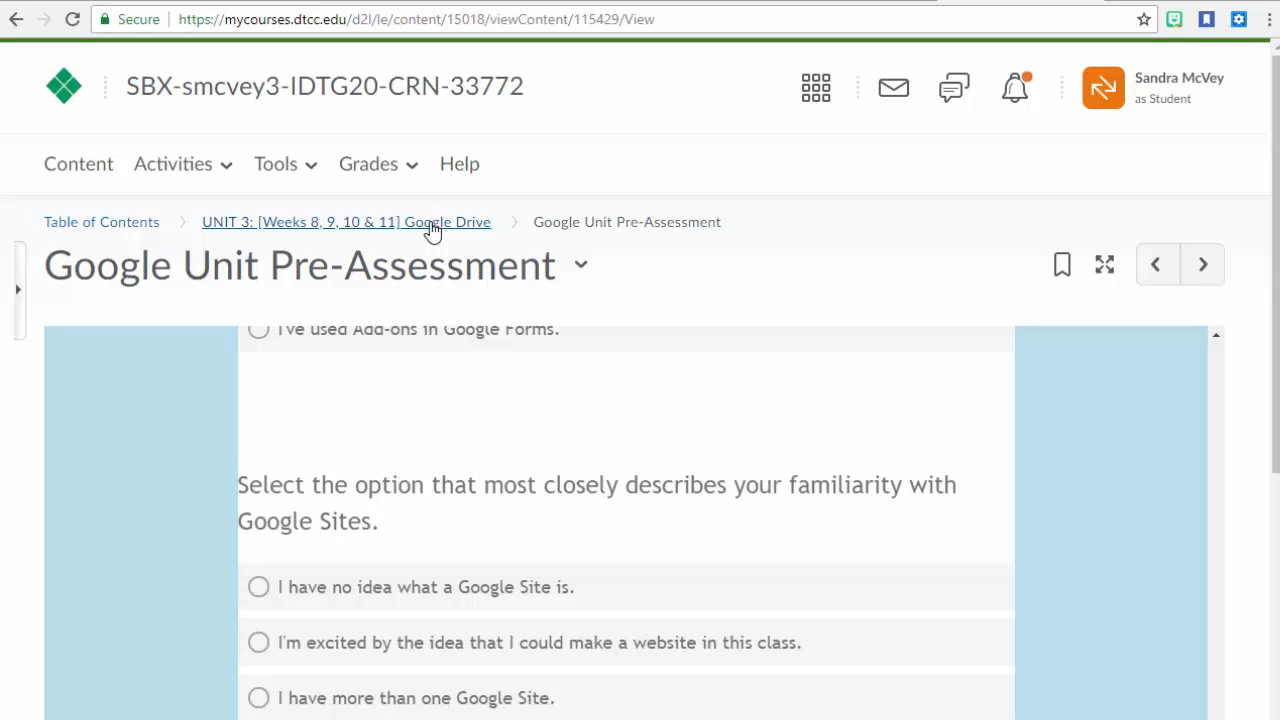 Secure https://mycourses.dtcc.edu/d2l/le/content/15018/viewContent/115429/View
SBX-smcvey3-IDTG20-CRN-33772
Sandra McVey
as Student
Content Activities Tools Grades Help
Table of Contents UNIT 3: [Weeks 8, 9, 10 & 11] Google Drive Google Unit Pre-Assessment
Google Unit Pre-Assessment
I've used Add-ons in Google Forms.
Select the option that most closely describes your familiarity with
Google Sites.
I have no idea what a Google Site is.
I'm excited by the idea that I could make a website in this class.
I have more than one Google Site.